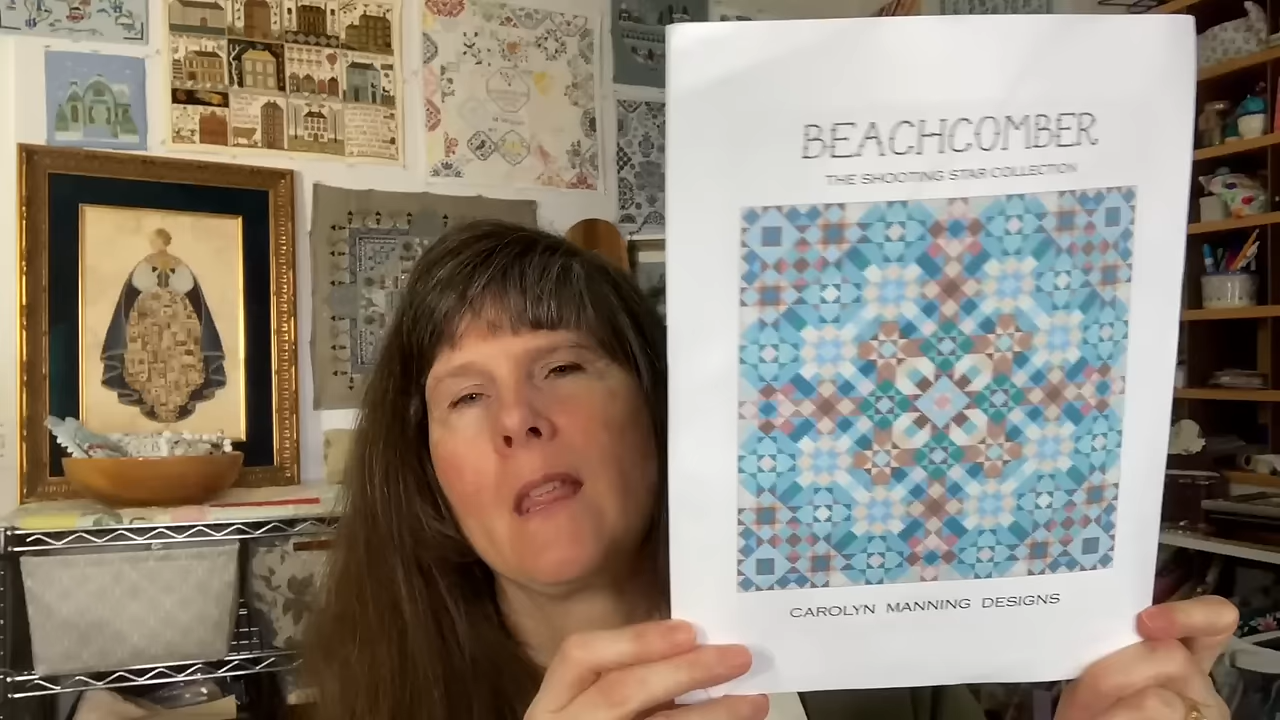 BEACHCOMBER
THE SHOOTING STAR COLLECTION
CAROLYN MANNING DESIGNS